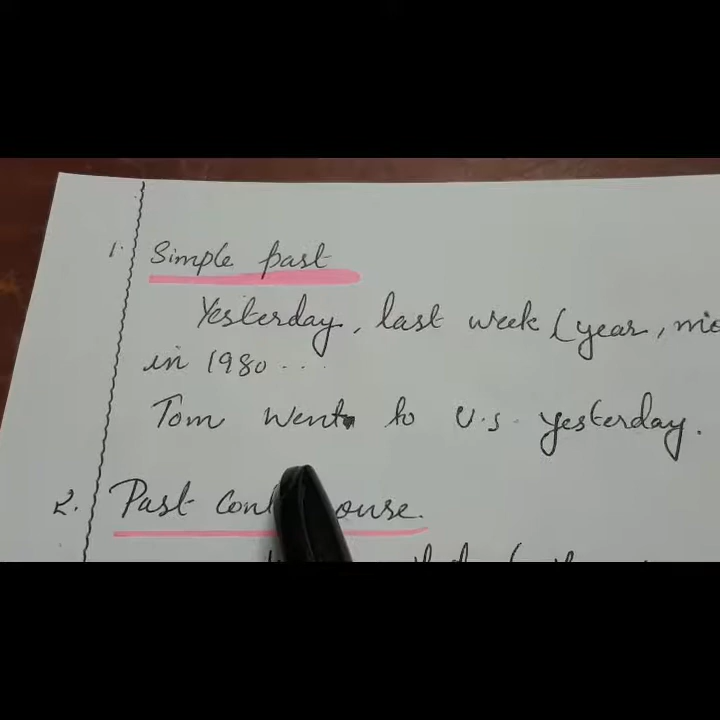 1. Simple past
Yesterday, last week (year,
in 1980 ...
Tom went to U.S. yesterday.
2. Past